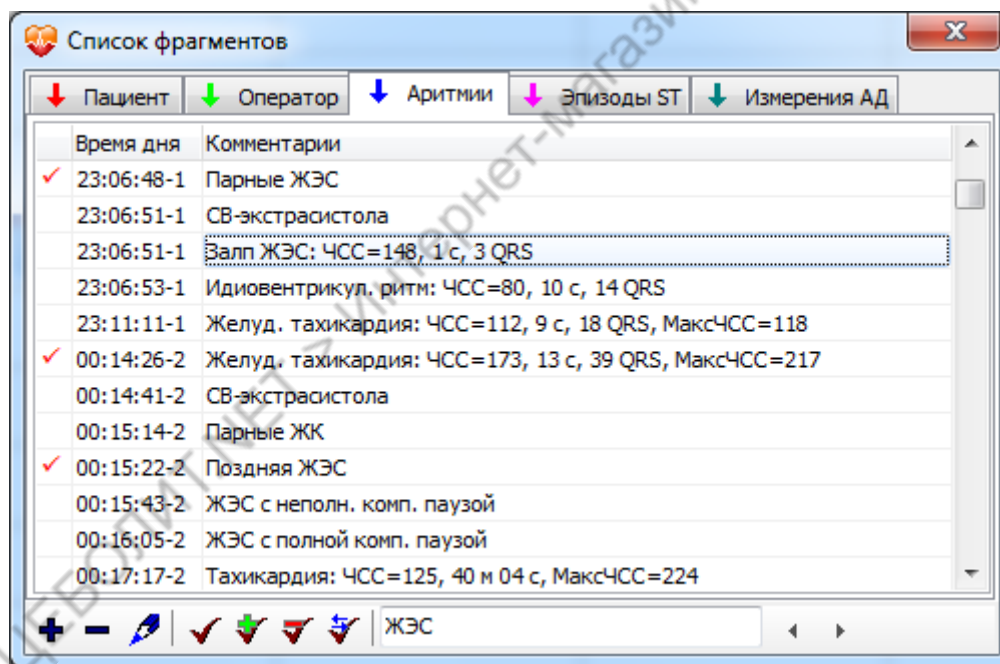 Список фрагментов
Пациент Оператор Аритмии Эпизоды ST Измерения АД
Время дня Комментарии
23:06:48-1 Парные ЖЭС
23:06:51-1 СВ-экстрасистола
23:06:51-1 Залп ЖЭС: ЧСС=148, 1 с, 3 QRS
23:06:53-1 Идиовентрикул. ритм: ЧСС=80, 10 с, 14 QRS
23:11:11-1 Желуд. тахикардия: ЧСС=112, 9 с, 18 QRS, МаксЧСС=118
00:14:26-2 Желуд. тахикардия: ЧСС=173, 13 с, 39 QRS, МаксЧСС=217
00:14:41-2 СВ-экстрасистола
00:15:14-2 Парные ЖК
00:15:22-2 Поздняя ЖЭС
00:15:43-2 ЖЭС с неполн. комп. паузой
00:16:05-2 ЖЭС с полной комп. паузой
00:17:17-2 Тахикардия: ЧСС=125, 40 м 04 с, МаксЧСС=224
ЖЭС
ЦЕБОЛИТ.NET > Интернет-магазин